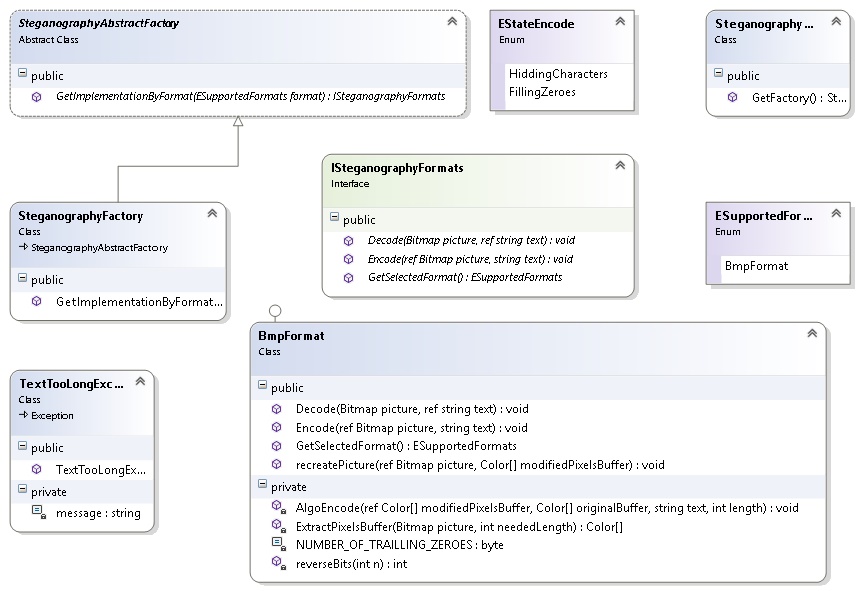 SteganographyAbstractFactory
Abstract Class
public
GetImplementationByFormat(ESupportedFormats format) : ISteganographyFormats
EStateEncode
Enum
HiddingCharacters
FillingZeroes
Steganography ...
Class
public
GetFactory() : St...
ISteganographyFormats
Interface
public
Decode(Bitmap picture, ref string text) : void
Encode(ref Bitmap picture, string text) : void
GetSelectedFormat() : ESupportedFormats
SteganographyFactory
Class
SteganographyAbstractFactory
public
GetImplementationByFormat...
ESupportedFor...
Enum
BmpFormat
BmpFormat
Class
public
Decode(Bitmap picture, ref string text) : void
Encode(ref Bitmap picture, string text) : void
GetSelectedFormat() : ESupportedFormats
recreatePicture(ref Bitmap picture, Color[] modifiedPixelsBuffer) : void
private
AlgoEncode(ref Color[] modifiedPixelsBuffer, Color[] originalBuffer, string text, int length) : void
ExtractPixelsBuffer(Bitmap picture, int neededLength) : Color[]
NUMBER_OF_TRAILLING_ZEROES : byte
reverseBits(int n) : int
TextTooLongExc...
Class
Exception
public
TextTooLongEx...
private
message : string